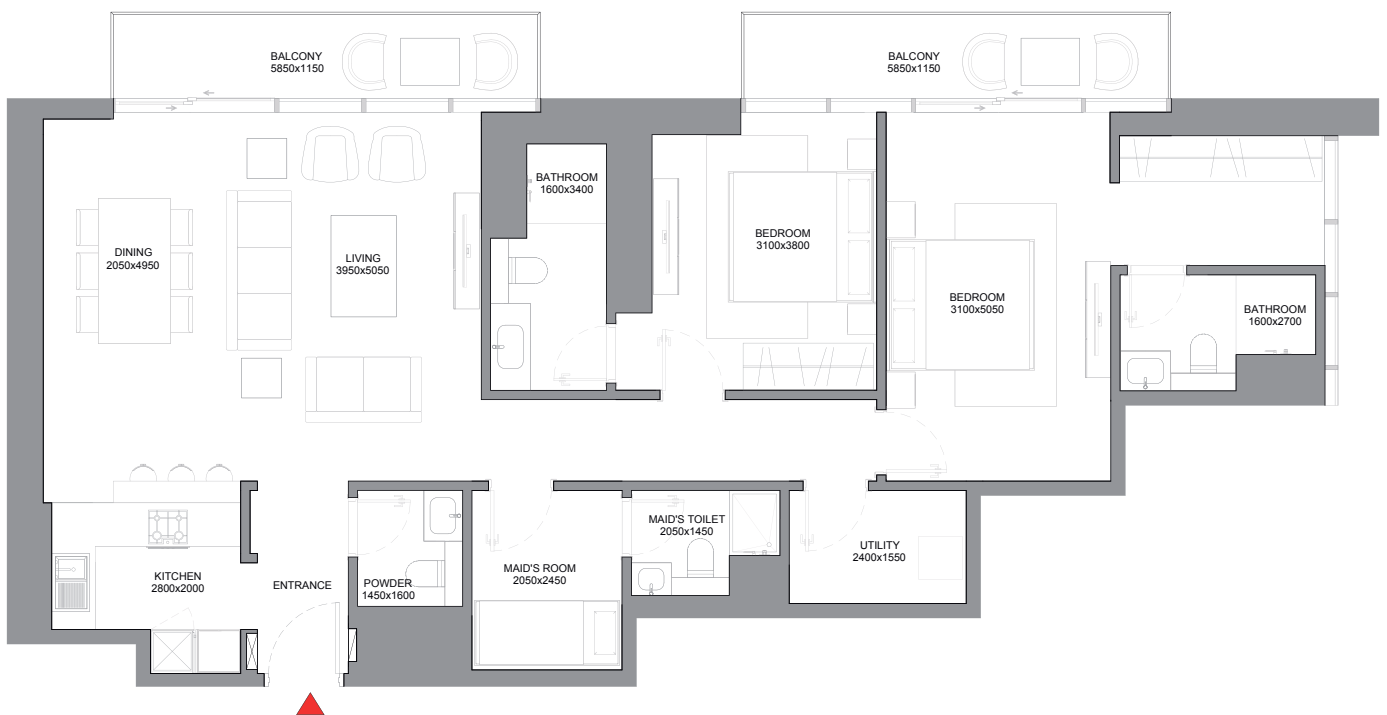 BALCONY
5850x1150
BALCONY
5850x1150
BATHROOM
1600x3400
BEDROOM
3100x3800
DINING
2050x4950
LIVING
3950x5050
BEDROOM
3100x5050
BATHROOM
1600x2700
MAID'S TOILET
2050x1450
UTILITY
2400x1550
KITCHEN
2800x2000
ENTRANCE
POWDER
1450x1600
MAID'S ROOM
2050x2450